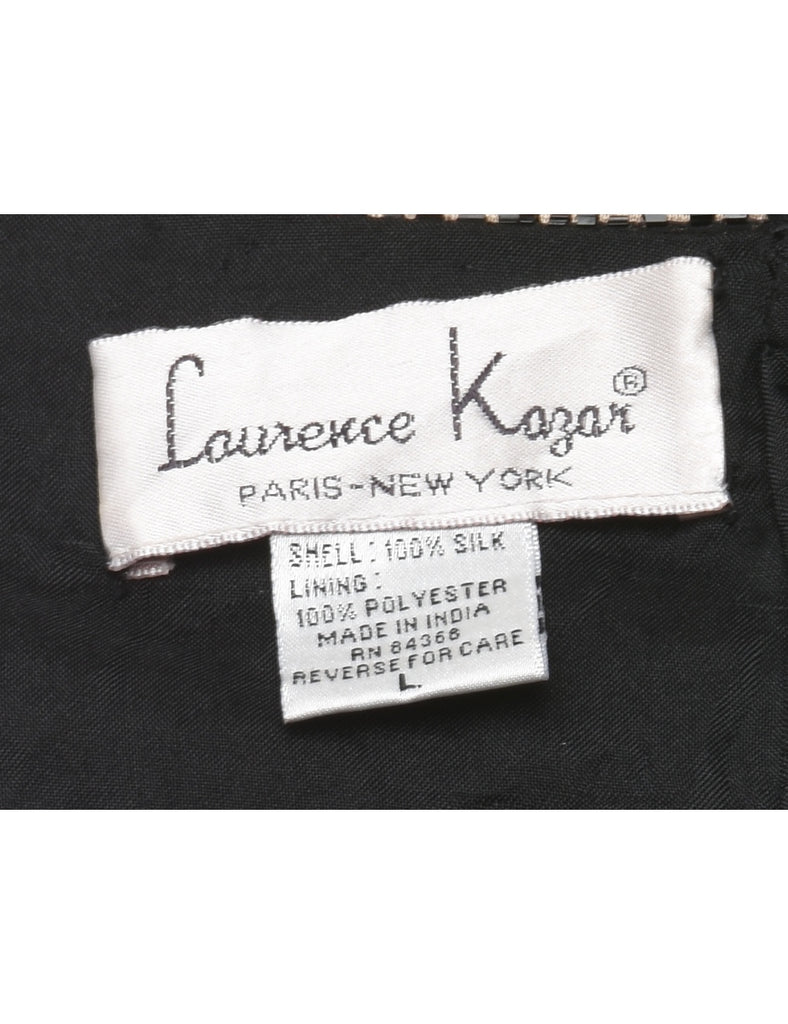 Laurence Kazar ®
PARIS-NEW YORK
SHELL: 100% SILK
LINING:
100% POLYESTER
MADE IN INDIA
RN 84366
REVERSE FOR CARE
L.